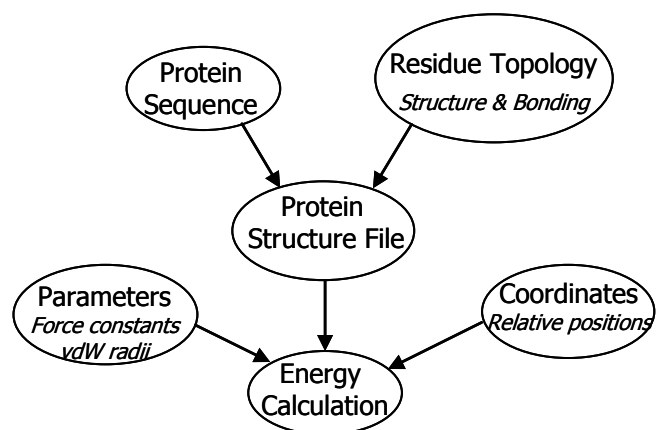 Protein
Sequence
Residue Topology
Structure & Bonding
Protein
Structure File
Parameters
Force constants
vdW radii
Coordinates
Relative positions
Energy
Calculation